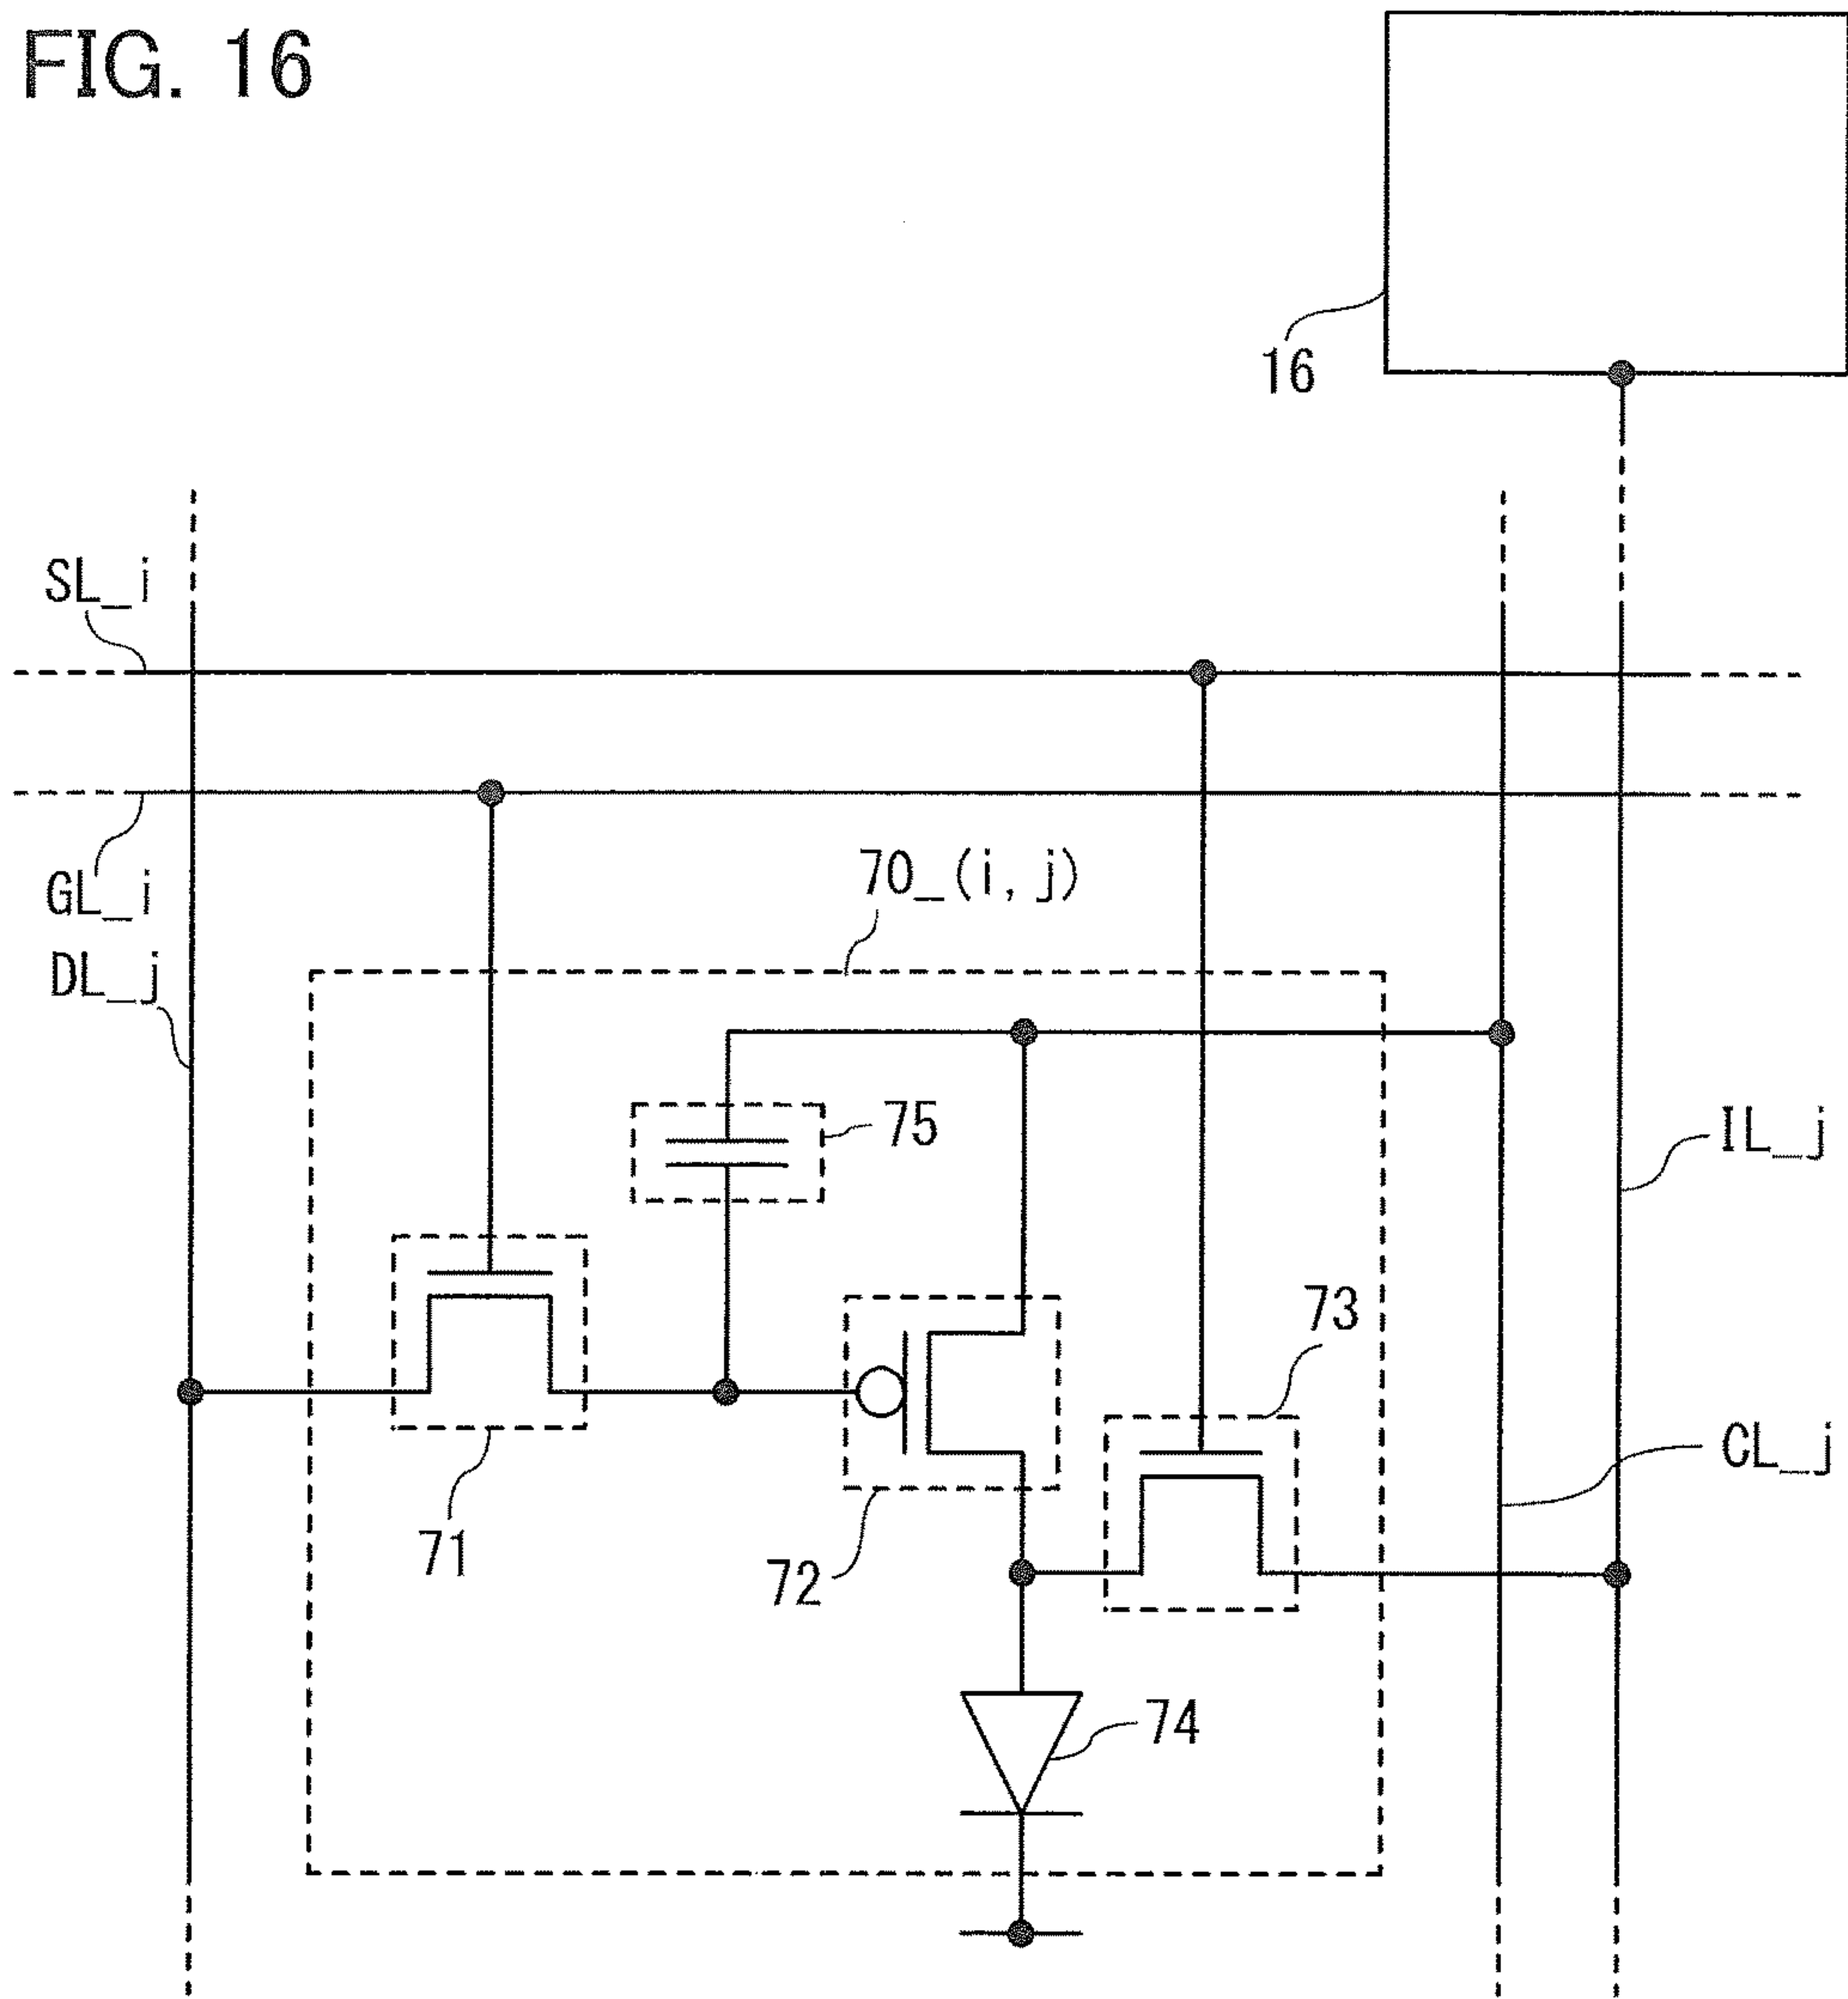 FIG. 16
16
SL_i
GL_i
70_(i, j)
DL_j
75
IL_j
73
CL_j
71
72
74